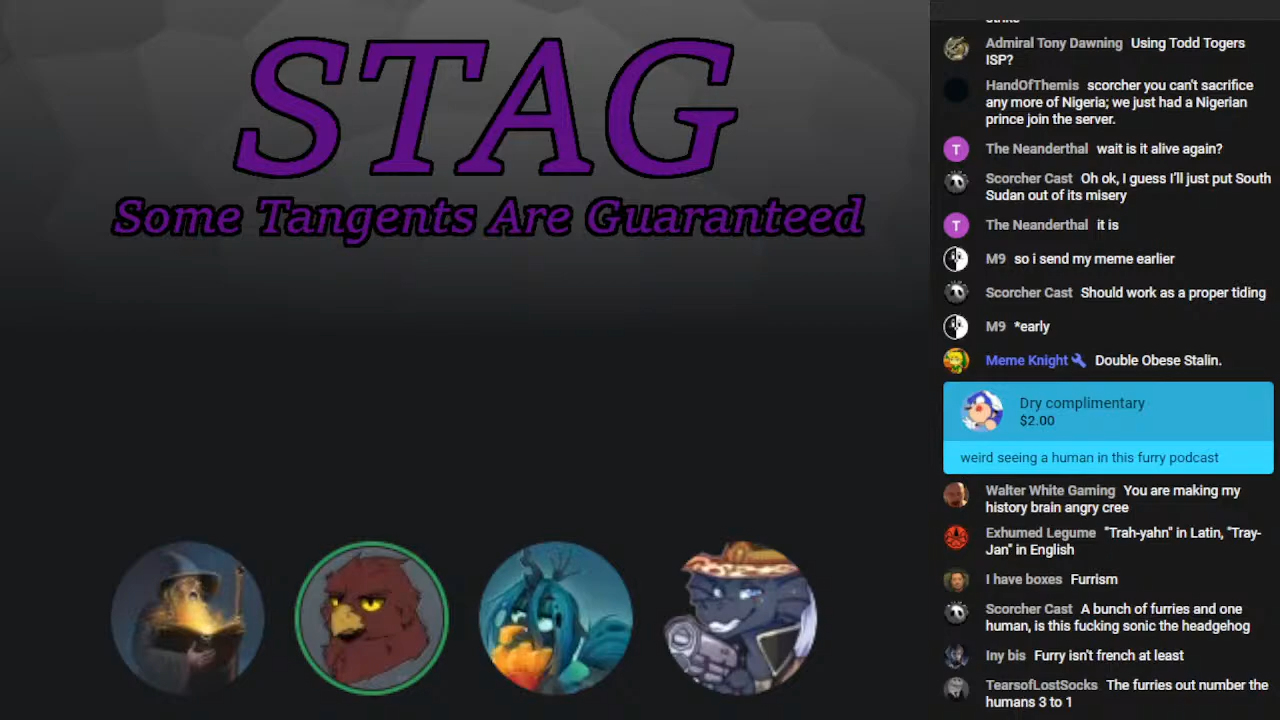 STAG
Some Tangents Are Guaranteed
strike
Admiral Tony Dawning Using Todd Togers
ISP?
HandOfThemis scorcher you can't sacrifice
any more of Nigeria; we just had a Nigerian
prince join the server.
T The Neanderthal wait is it alive again?
Scorcher Cast Oh ok, I guess I'll just put South
Sudan out of its misery
T The Neanderthal it is
M9 so i send my meme earlier
Scorcher Cast Should work as a proper tiding
M9 *early
Meme Knight Double Obese Stalin.
Dry complimentary
$2.00
weird seeing a human in this furry podcast
Walter White Gaming You are making my
history brain angry cree
Exhumed Legume "Trah-yahn" in Latin, "Tray-
Jan" in English
I have boxes Furrism
Scorcher Cast A bunch of furries and one
human, is this fucking sonic the headgehog
Iny bis Furry isn't french at least
TearsofLostSocks The furries out number the
humans 3 to 1